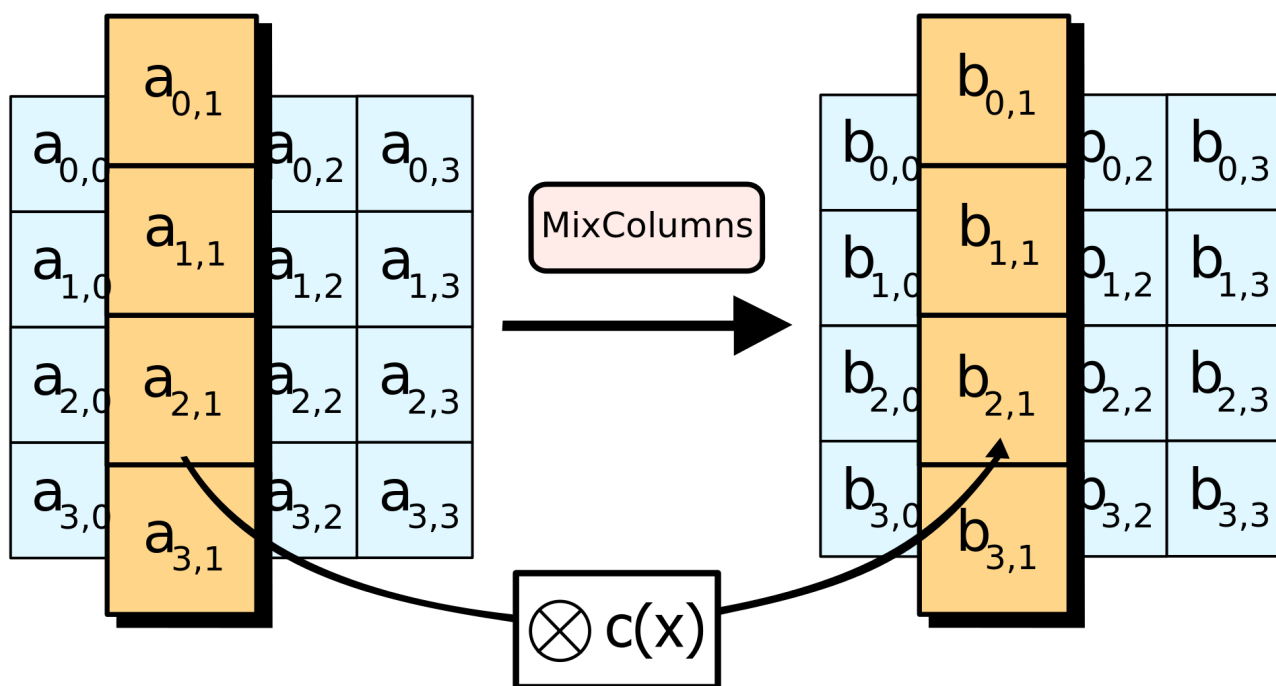 a0,1
a0,0 a0,2 a0,3
a1,1
a1,0 a1,2 a1,3
a2,1
a2,0 a2,2 a2,3
a3,1
a3,0 a3,2 a3,3
MixColumns
b0,1
b0,0 b0,2 b0,3
b1,1
b1,0 b1,2 b1,3
b2,1
b2,0 b2,2 b2,3
b3,1
b3,0 b3,2 b3,3
⊗ c(x)